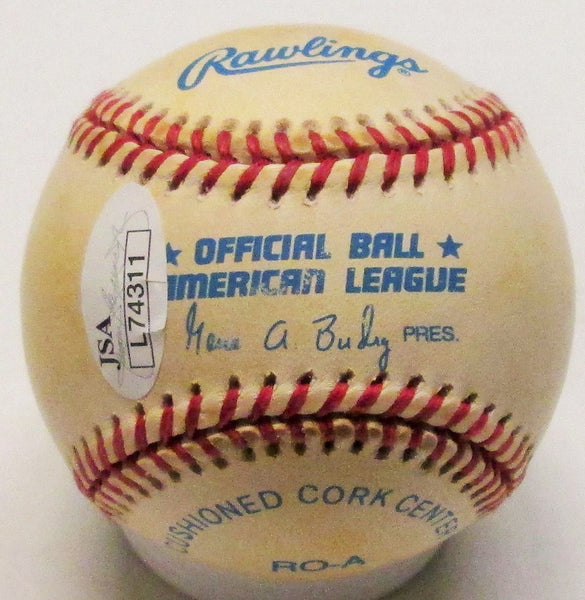 Rawlings®
★ OFFICIAL BALL ★
AMERICAN LEAGUE
Gene A. Budig PRES.
JSA
L74311
CUSHIONED CORK CENTER
RO-A